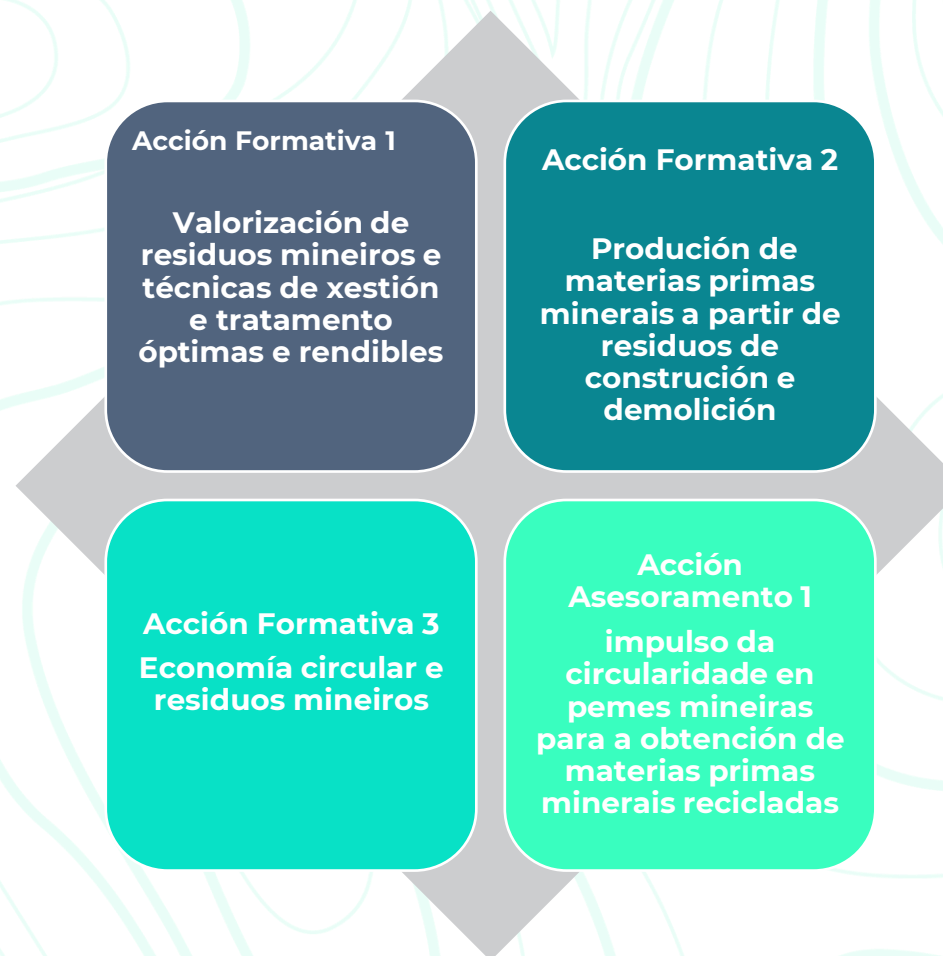 Acción Formativa 1
Valorización de
residuos mineiros e
técnicas de xestión
e tratamento
óptimas e rendibles
Acción Formativa 2
Produción de
materias primas
minerais a partir de
residuos de
construción e
demolición
Acción Formativa 3
Economía circular e
residuos mineiros
Acción
Asesoramento 1
impulso da
circularidade en
pemes mineiras
para a obtención de
materias primas
minerais recicladas